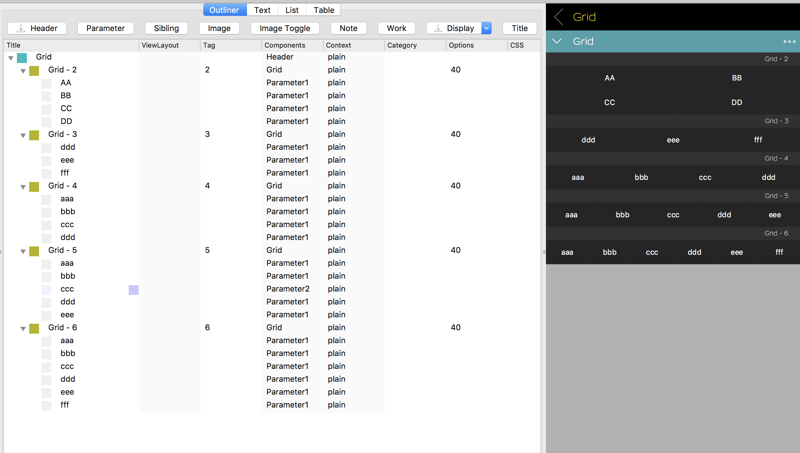 Outliner Text List Table
Header Parameter Sibling Image Image Toggle Note Work Display Title
Title ViewLayout Tag Components Context Category Options CSS
Grid Header plain
Grid - 2 2 Grid plain 40
AA Parameter1 plain
BB Parameter1 plain
CC Parameter1 plain
DD Parameter1 plain
Grid - 3 3 Grid plain 40
ddd Parameter1 plain
eee Parameter1 plain
fff Parameter1 plain
Grid - 4 4 Grid plain 40
aaa Parameter1 plain
bbb Parameter1 plain
ccc Parameter1 plain
ddd Parameter1 plain
Grid - 5 5 Grid plain 40
aaa Parameter1 plain
bbb Parameter1 plain
ccc Parameter2 plain
ddd Parameter1 plain
eee Parameter1 plain
Grid - 6 6 Grid plain 40
aaa Parameter1 plain
bbb Parameter1 plain
ccc Parameter1 plain
ddd Parameter1 plain
eee Parameter1 plain
fff Parameter1 plain
Grid
Grid
Grid - 2
AA BB
CC DD
Grid - 3
ddd eee fff
Grid - 4
aaa bbb ccc ddd
Grid - 5
aaa bbb ccc ddd eee
Grid - 6
aaa bbb ccc ddd eee fff